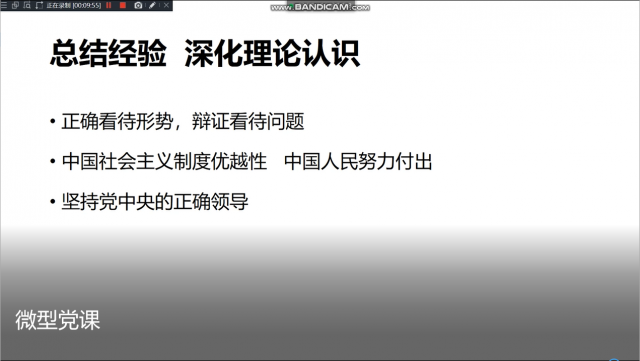 正在录制 [00:09:55]
www.BANDICAM.com
总结经验 深化理论认识
• 正确看待形势，辩证看待问题
• 中国社会主义制度优越性 中国人民努力付出
• 坚持党中央的正确领导
微型党课